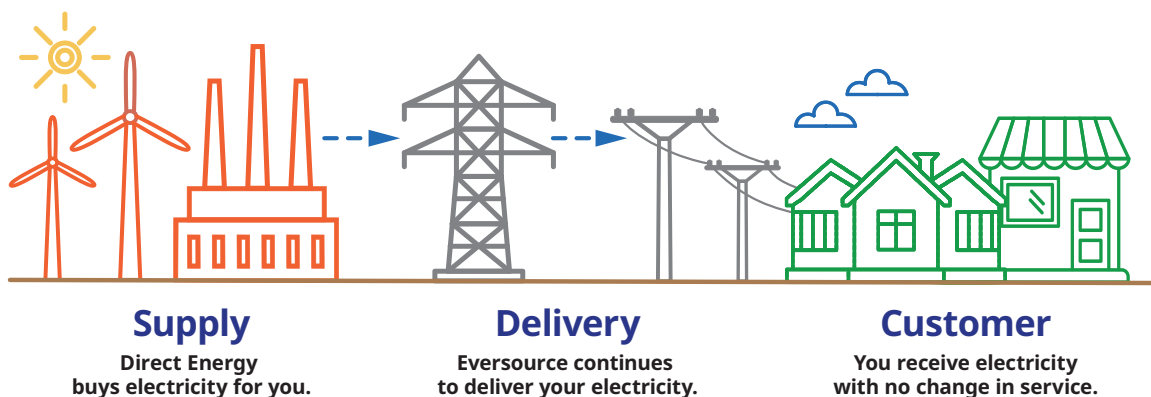 Supply
Direct Energy
buys electricity for you.
Delivery
Eversource continues
to deliver your electricity.
Customer
You receive electricity
with no change in service.